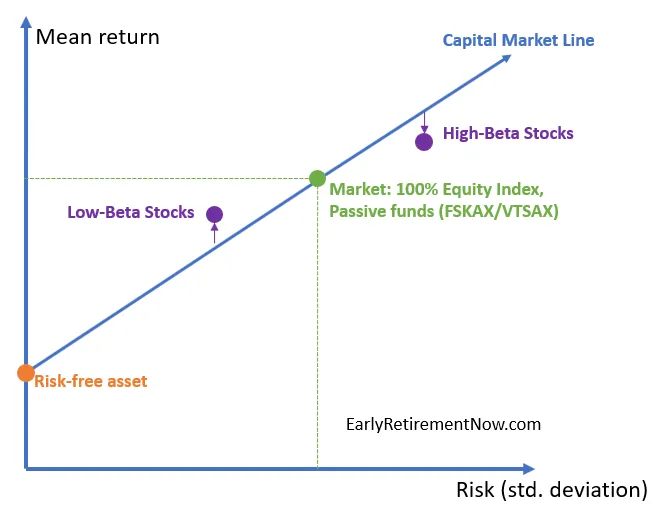 Mean return
Capital Market Line
High-Beta Stocks
Market: 100% Equity Index,
Passive funds (FSKAX/VTSAX)
Low-Beta Stocks
Risk-free asset
EarlyRetirementNow.com
Risk (std. deviation)